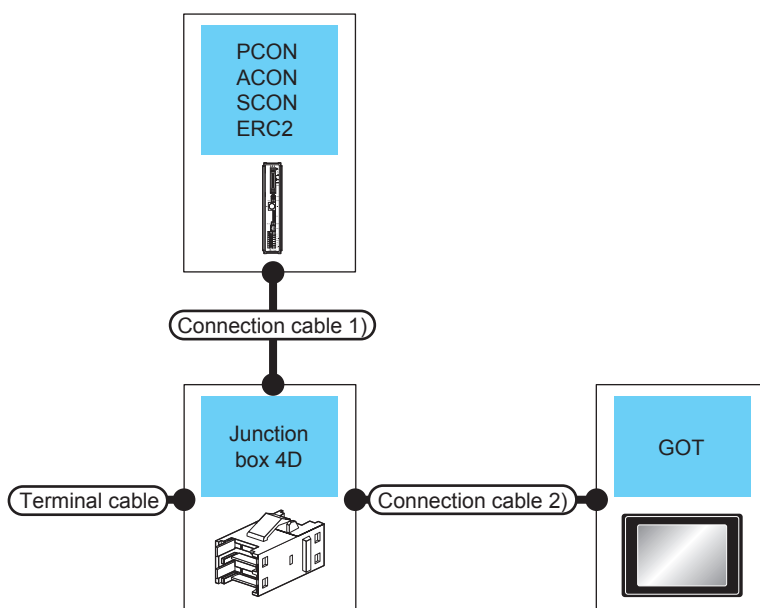 PCON
ACON
SCON
ERC2
Connection cable 1)
Junction
box 4D
GOT
Terminal cable
Connection cable 2)